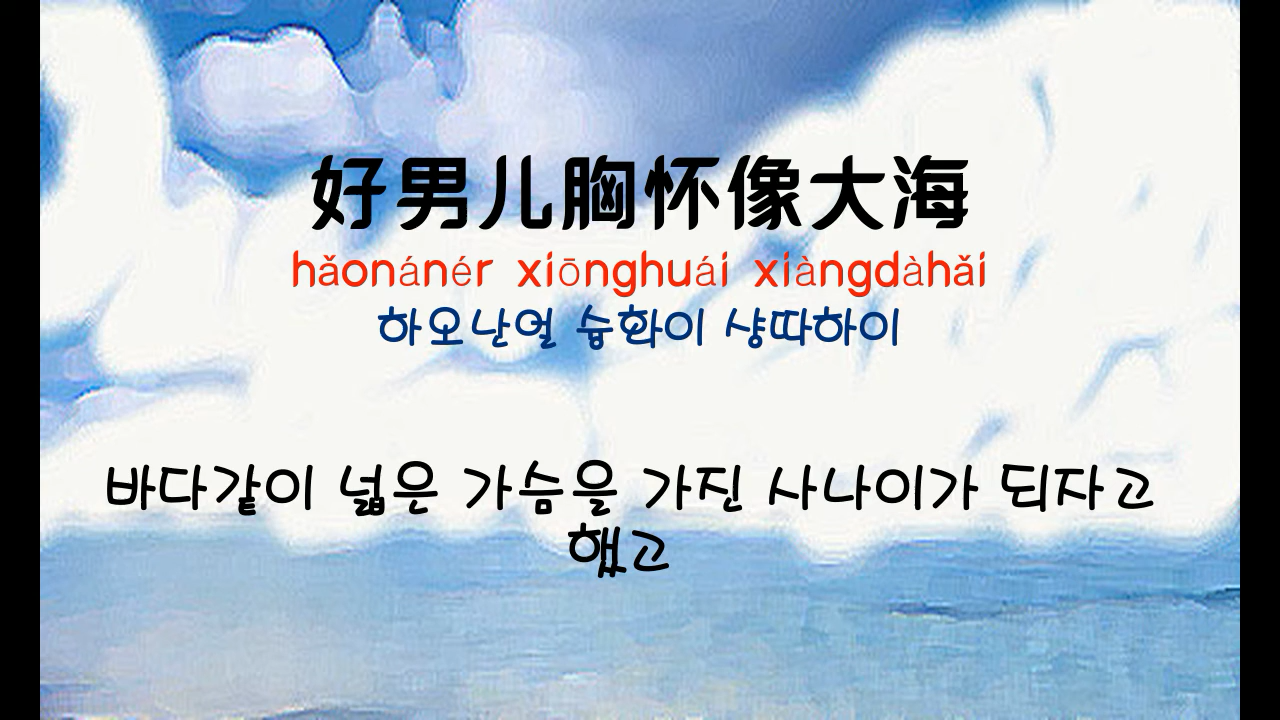 好男儿胸怀像大海
hǎonánér xiōnghuái xiàngdàhǎi
하오난얼 슝화이 샹따하이
바다같이 넓은 가슴을 가진 사나이가 되자고
했고